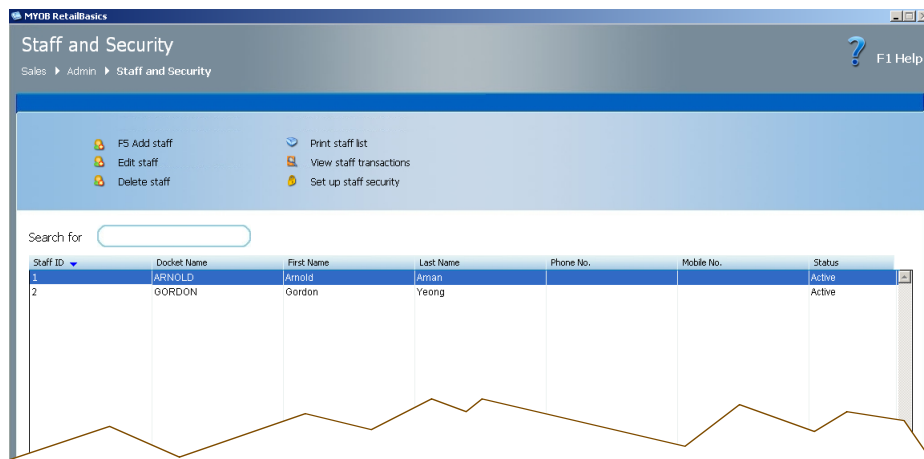 MYOB RetailBasics
Staff and Security
F1 Help
Sales Admin Staff and Security
F5 Add staff Print staff list
Edit staff View staff transactions
Delete staff Set up staff security
Search for
Staff ID Docket Name First Name Last Name Phone No. Mobile No. Status
1 ARNOLD Arnold Aman Active
2 GORDON Gordon Yeong Active